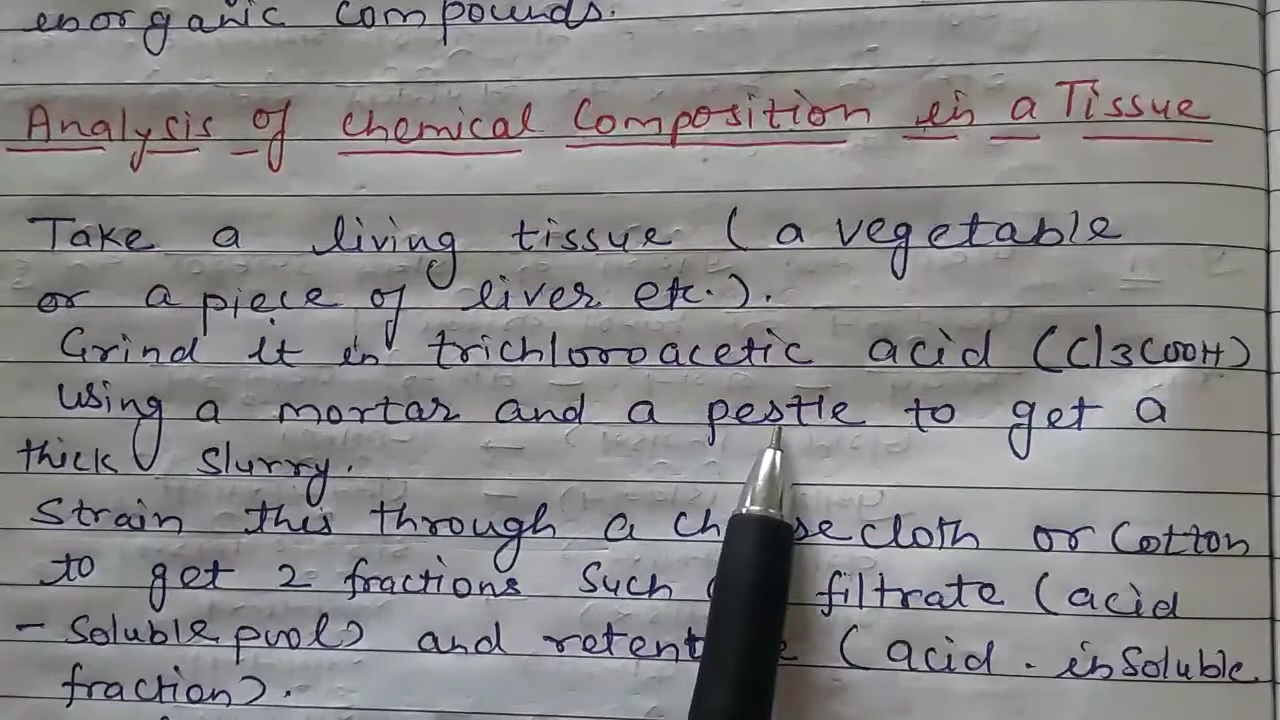 inorganic compounds.
Analysis of chemical Composition in a Tissue
Take a living tissue (a vegetable
or a piece of liver etc.).
Grind it in trichloroacetic acid (Cl3COOH)
using a mortar and a pestle to get a
thick slurry.
Strain this through a cloth or cotton
to get 2 fractions such filtrate (acid
- soluble pool) and (acid - insoluble
fraction).